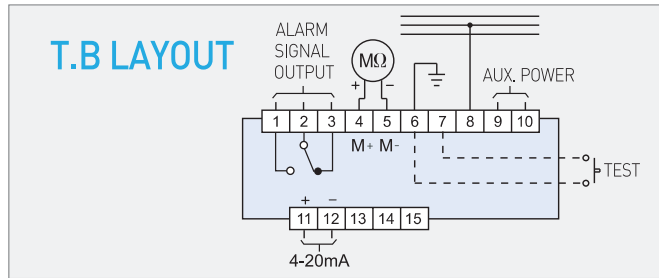 T.B LAYOUT
ALARM
SIGNAL
OUTPUT
MΩ
+ −
AUX. POWER
1 2 3 4 5 6 7 8 9 10
M+ M-
TEST
+ −
11 12 13 14 15
4-20mA